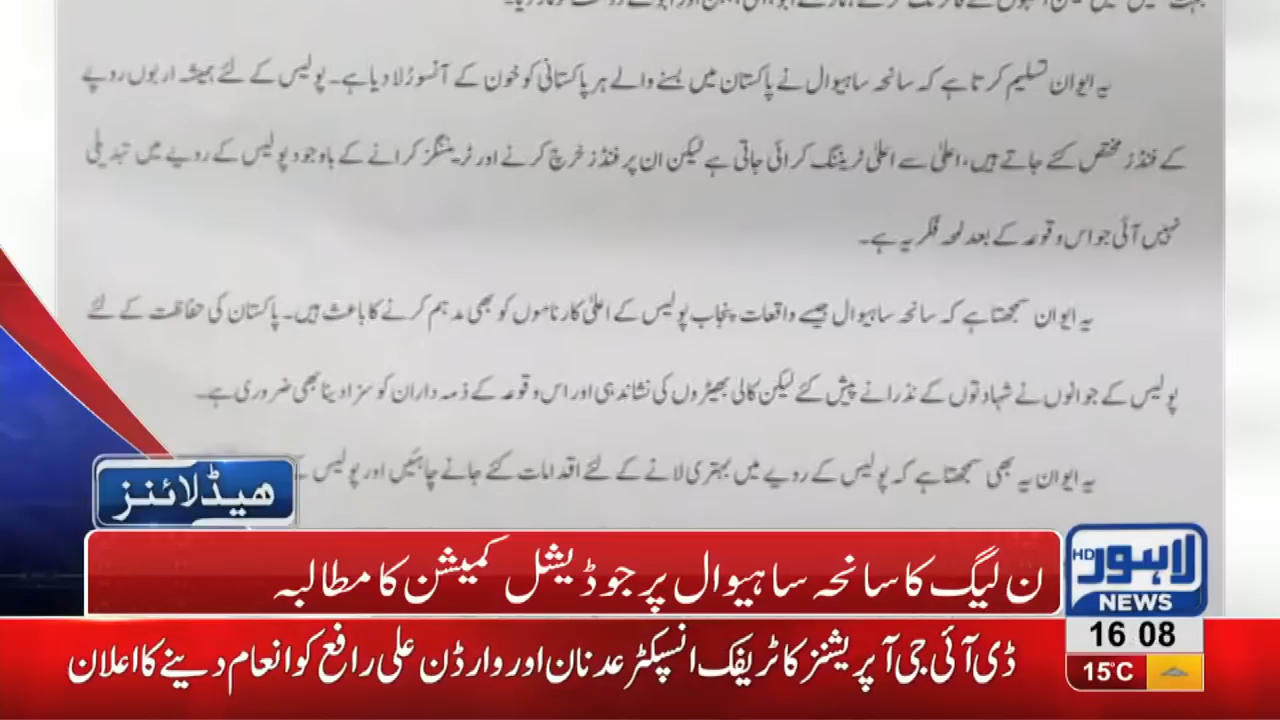 یہ ایوان تسلیم کرتا ہے کہ سانحہ ساہیوال نے پاکستان میں بسنے والے ہر پاکستانی کو خون کے آنسو رُلا دیا ہے۔ پولیس کے لئے ہمیشہ اربوں روپے
کے فنڈز مختص کئے جاتے ہیں، اعلیٰ سے اعلیٰ ٹریننگ کرائی جاتی ہے لیکن ان پر فنڈز خرچ کرنے اور ٹریننگز کرانے کے باوجود پولیس کے رویے میں تبدیلی
نہیں آئی جو اس وقوعہ کے بعد لمحہ فکریہ ہے۔
یہ ایوان سمجھتا ہے کہ سانحہ ساہیوال جیسے واقعات پنجاب پولیس کے اعلیٰ کارناموں کو بھی مدہم کرنے کا باعث ہیں۔ پاکستان کی حفاظت کے لئے
پولیس کے جوانوں نے شہادتوں کے نذرانے پیش کئے لیکن کالی بھیڑوں کی نشاندہی اور اس وقوعہ کے ذمہ داران کو سزا دینا بھی ضروری ہے۔
یہ ایوان یہ بھی سمجھتا ہے کہ پولیس کے رویے میں بہتری لانے کے لئے اقدامات کئے جانے چاہئیں اور پولیس
ہیڈلائنز
ن لیگ کا سانحہ ساہیوال پر جوڈیشل کمیشن کا مطالبہ
لاہور HD
NEWS
16 08
15°C
ڈی آئی جی آپریشنز کا ٹریفک انسپکٹر عدنان اور وارڈن علی رافع کو انعام دینے کا اعلان